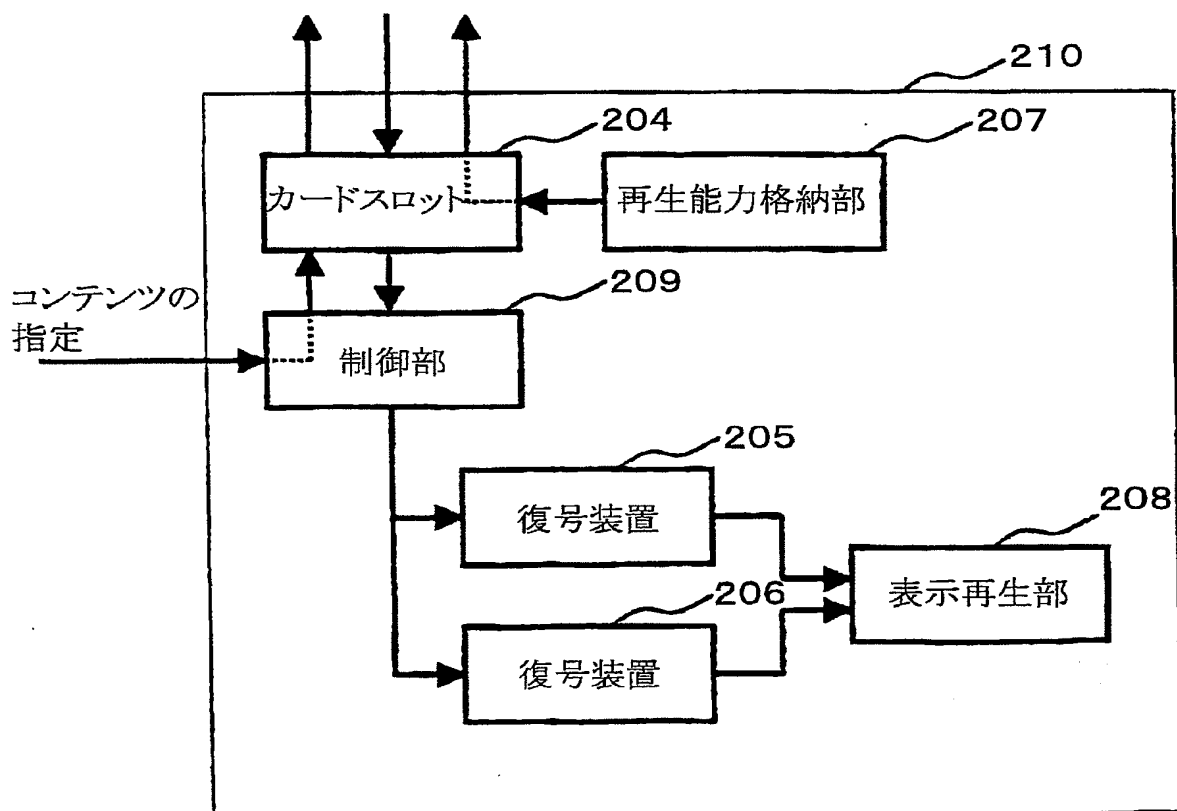 210
204
207
カードスロット
再生能力格納部
209
コンテンツの
指定
制御部
205
復号装置
208
表示再生部
206
復号装置